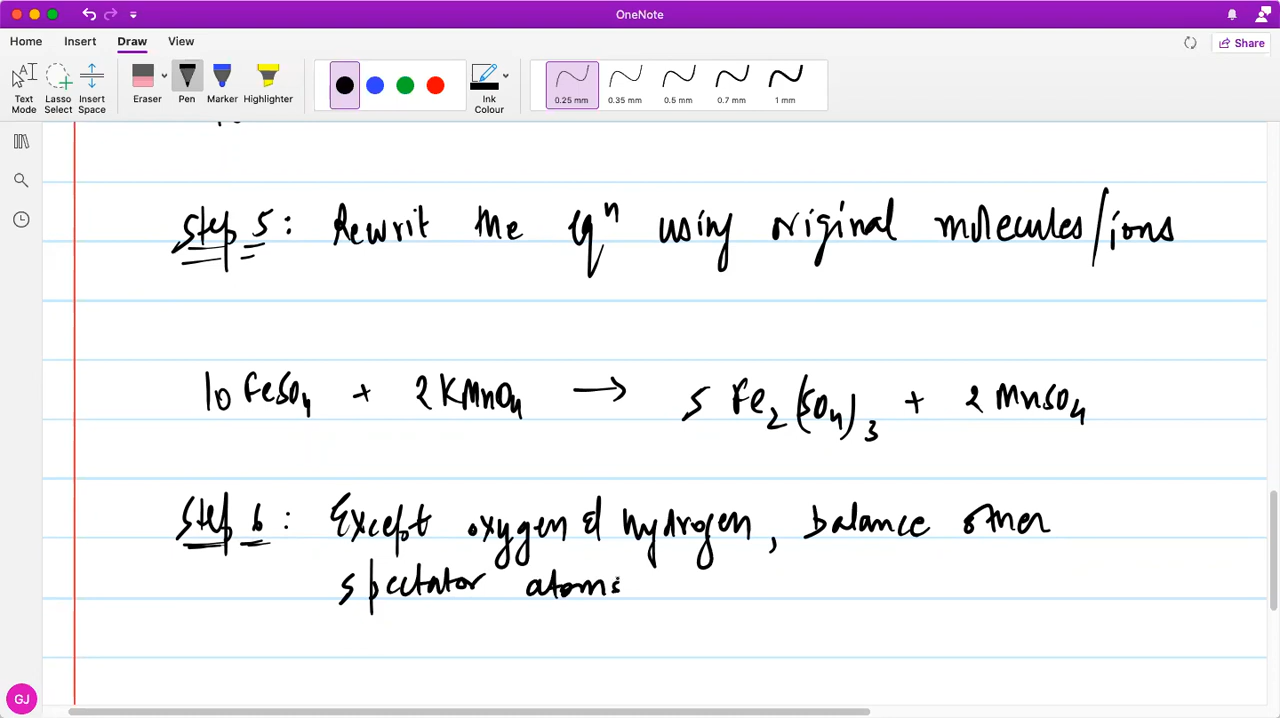 OneNote
Home Insert Draw View
Share
Text Mode
Lasso Select
Insert Space
Eraser
Pen
Marker
Highlighter
Ink Colour
0.25 mm
0.35 mm
0.5 mm
0.7 mm
1 mm
Step 5: Rewrit the eqⁿ using original molecules/ions
10 FeSO₄ + 2 KMnO₄ → 5 Fe₂(SO₄)₃ + 2 MnSO₄
Step 6: Except oxygen & hydrogen, balance other
spectator atoms
GJ